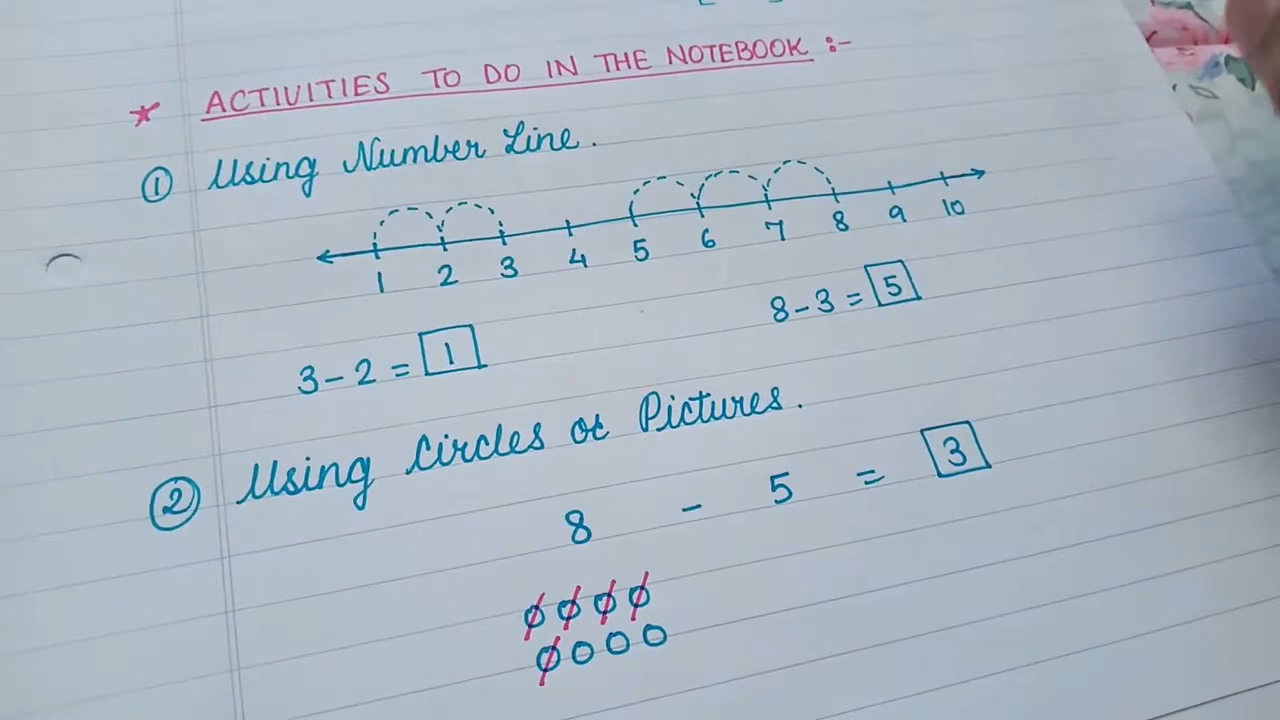 * ACTIVITIES TO DO IN THE NOTEBOOK :-
① Using Number Line.
1 2 3 4 5 6 7 8 9 10
3 - 2 = 1
8 - 3 = 5
② Using Circles or Pictures.
8 - 5 = 3